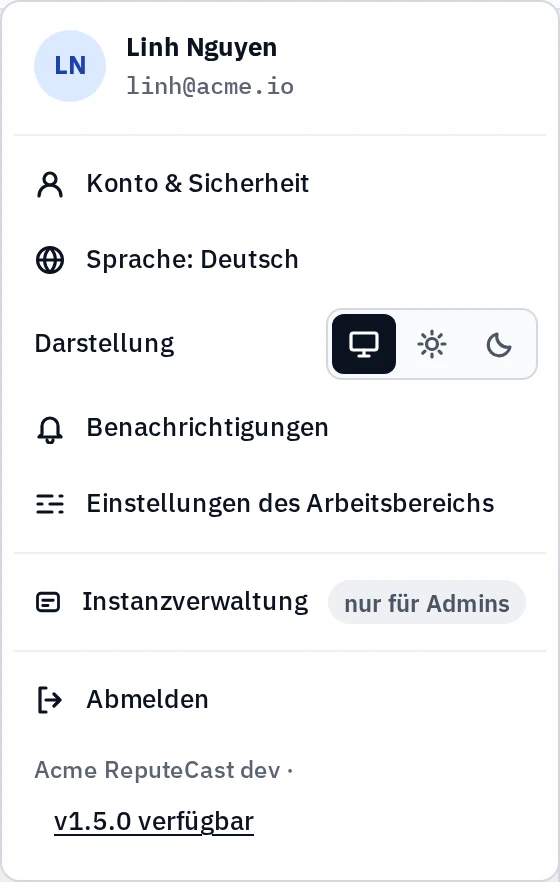 LN
Linh Nguyen
linh@acme.io
Konto & Sicherheit
Sprache: Deutsch
Darstellung
Benachrichtigungen
Einstellungen des Arbeitsbereichs
Instanzverwaltung nur für Admins
Abmelden
Acme ReputeCast dev ·
v1.5.0 verfügbar